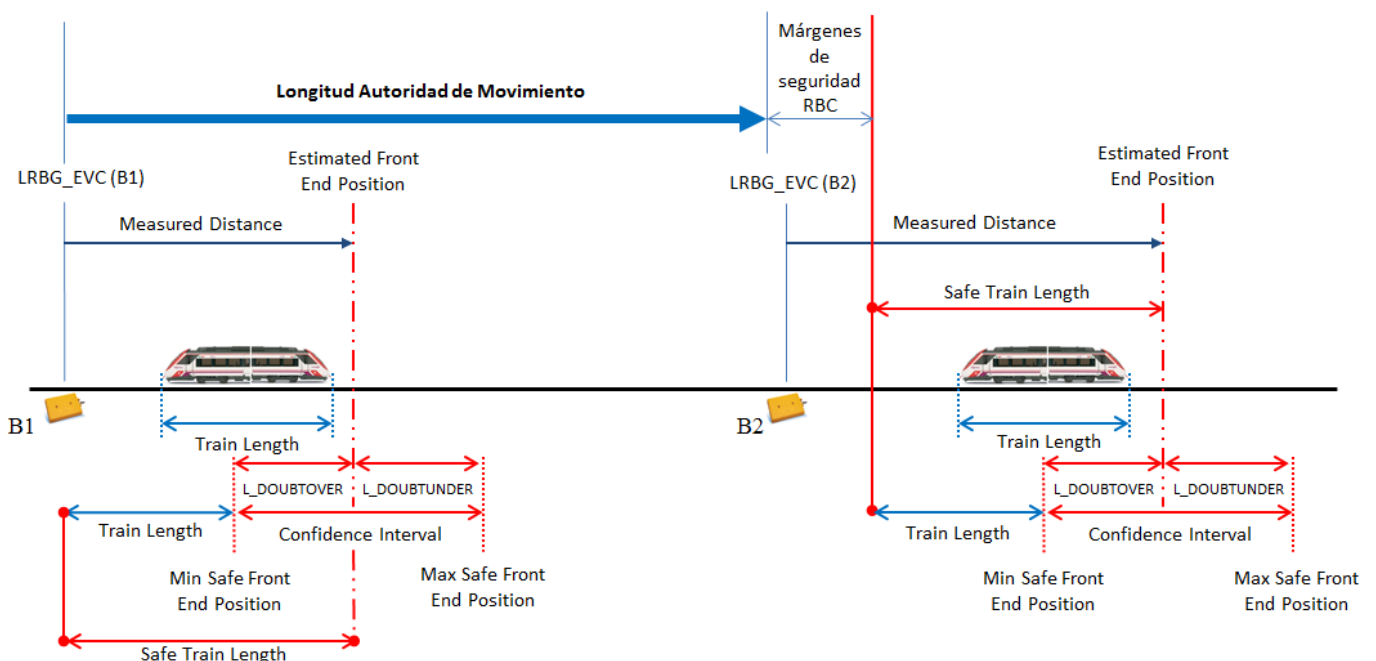 Márgenes
de
seguridad
RBC
Longitud Autoridad de Movimiento
Estimated Front
End Position
Estimated Front
End Position
LRBG_EVC (B1)
LRBG_EVC (B2)
Measured Distance
Measured Distance
Safe Train Length
B1
B2
Train Length
Train Length
L_DOUBTOVER
L_DOUBTUNDER
L_DOUBTOVER
L_DOUBTUNDER
Train Length
Confidence Interval
Train Length
Confidence Interval
Min Safe Front
End Position
Max Safe Front
End Position
Min Safe Front
End Position
Max Safe Front
End Position
Safe Train Length